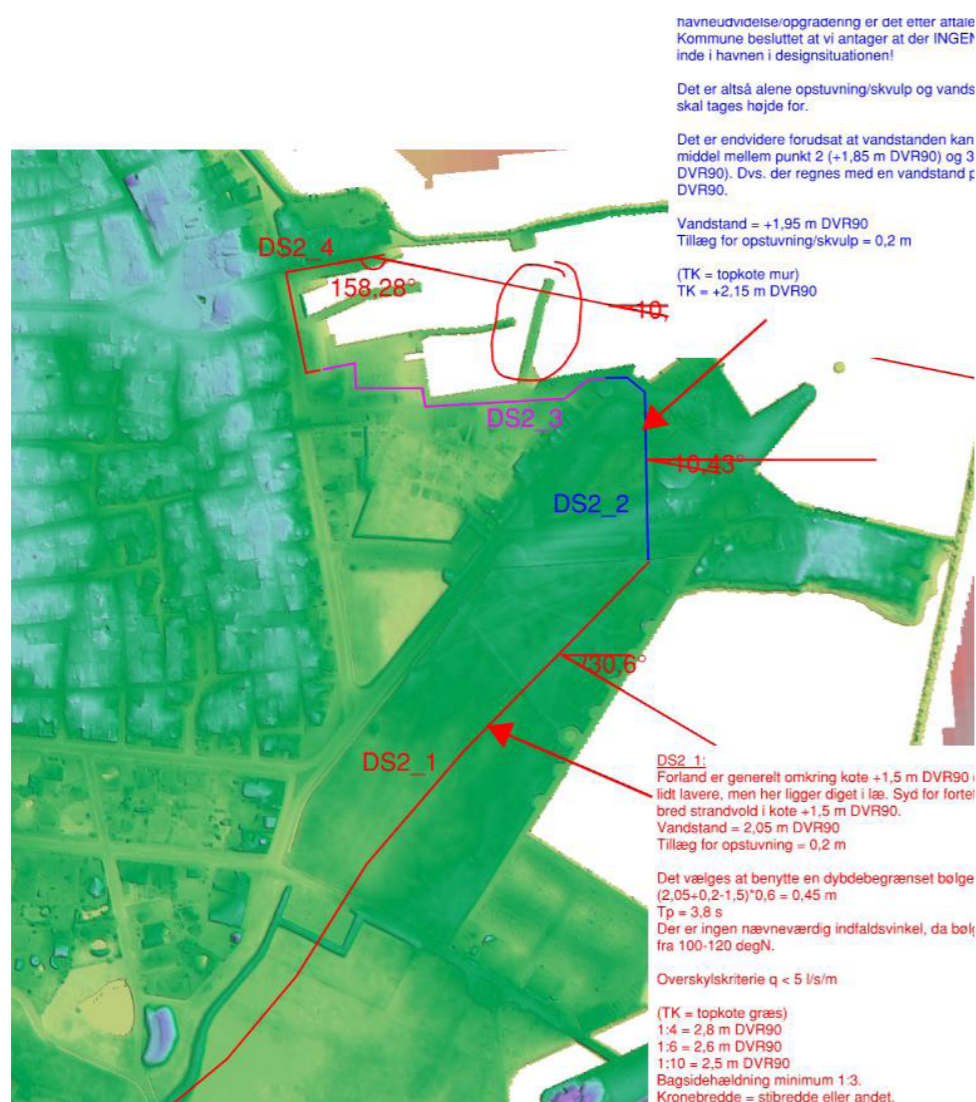 havneudvidelse/opgradering er det efter aftale
Kommune besluttet at vi antager at der INGEN
inde i havnen i designsituationen!
Det er altså alene opstuvning/skvulp og vands
skal tages højde for.
Det er endvidere forudsat at vandstanden kan
middel mellem punkt 2 (+1,85 m DVR90) og 3
DVR90). Dvs. der regnes med en vandstand p
DVR90.
Vandstand = +1,95 m DVR90
Tillæg for opstuvning/skvulp = 0,2 m
(TK = topkote mur)
TK = +2,15 m DVR90
DS2_4
158,28°
10,
DS2_3
10,43°
DS2_2
30,6°
DS2_1
DS2_1:
Forland er generelt omkring kote +1,5 m DVR90
lidt lavere, men her ligger diget i læ. Syd for fortet
bred strandvold i kote +1,5 m DVR90.
Vandstand = 2,05 m DVR90
Tillæg for opstuvning = 0,2 m
Det vælges at benytte en dybdebegrænset bølge
(2,05+0,2-1,5)*0,6 = 0,45 m
Tp = 3,8 s
Der er ingen nævneværdig indfaldsvinkel, da bølg
fra 100-120 degN.
Overskylskriterie q < 5 l/s/m
(TK = topkote græs)
1:4 = 2,8 m DVR90
1:6 = 2,6 m DVR90
1:10 = 2,5 m DVR90
Bagsidehældning minimum 1:3.
Kronebredde = stibredde eller andet.